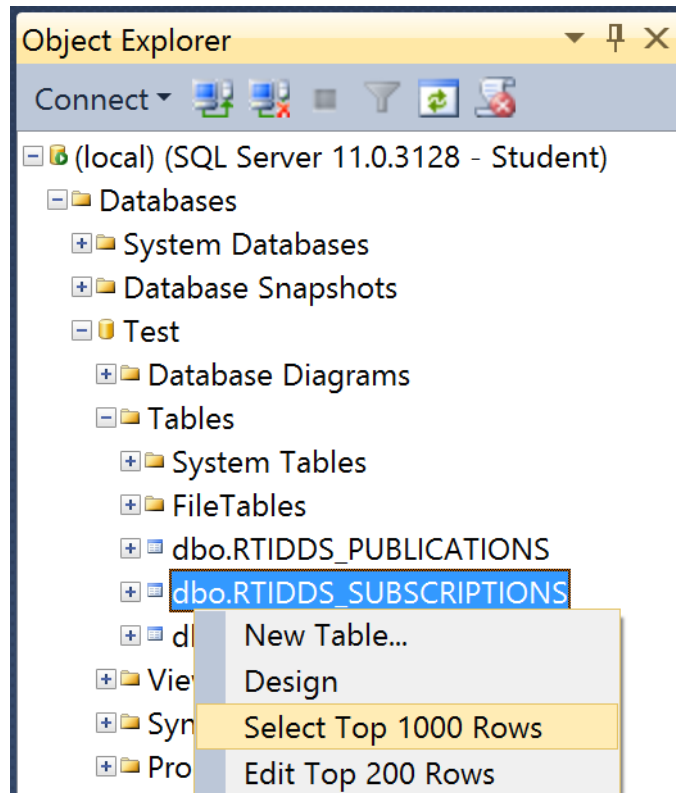 Object Explorer
Connect
(local) (SQL Server 11.0.3128 - Student)
Databases
System Databases
Database Snapshots
Test
Database Diagrams
Tables
System Tables
FileTables
dbo.RTIDDS_PUBLICATIONS
dbo.RTIDDS_SUBSCRIPTIONS
New Table...
Design
Select Top 1000 Rows
Edit Top 200 Rows